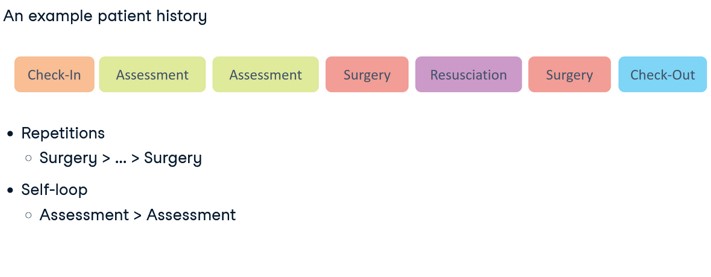 An example patient history
Check-In Assessment Assessment Surgery Resusciation Surgery Check-Out
• Repetitions
○ Surgery > ... > Surgery
• Self-loop
○ Assessment > Assessment